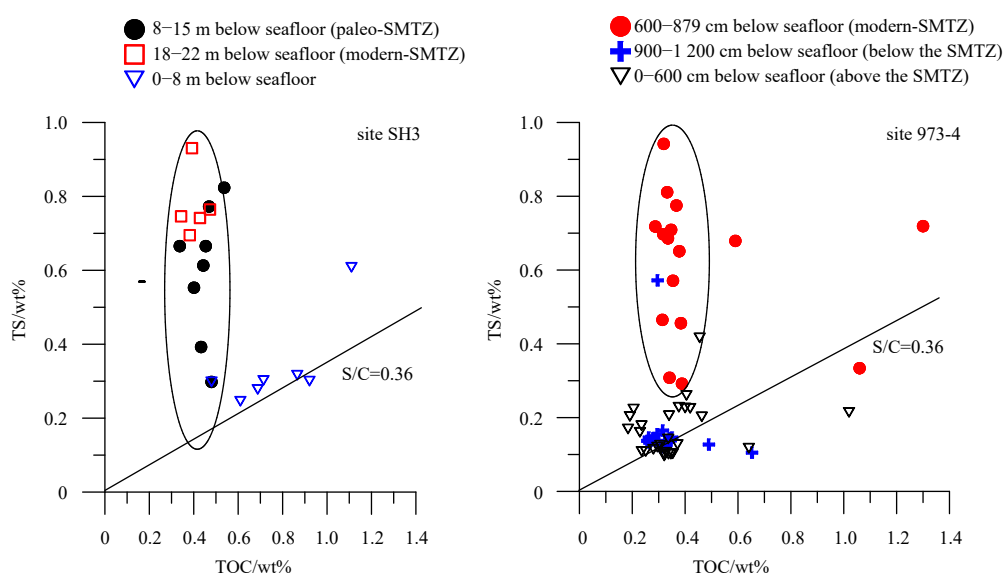 8−15 m below seafloor (paleo-SMTZ)
18−22 m below seafloor (modern-SMTZ)
0−8 m below seafloor
600−879 cm below seafloor (modern-SMTZ)
900−1 200 cm below seafloor (below the SMTZ)
0−600 cm below seafloor (above the SMTZ)
1.0
0.8
0.6
0.4
0.2
0
TS/wt%
site SH3
S/C=0.36
0
0.2
0.4
0.6
0.8
1.0
1.2
1.4
TOC/wt%
1.0
0.8
0.6
0.4
0.2
0
TS/wt%
site 973-4
S/C=0.36
0
0.2
0.4
0.6
0.8
1.0
1.2
1.4
TOC/wt%